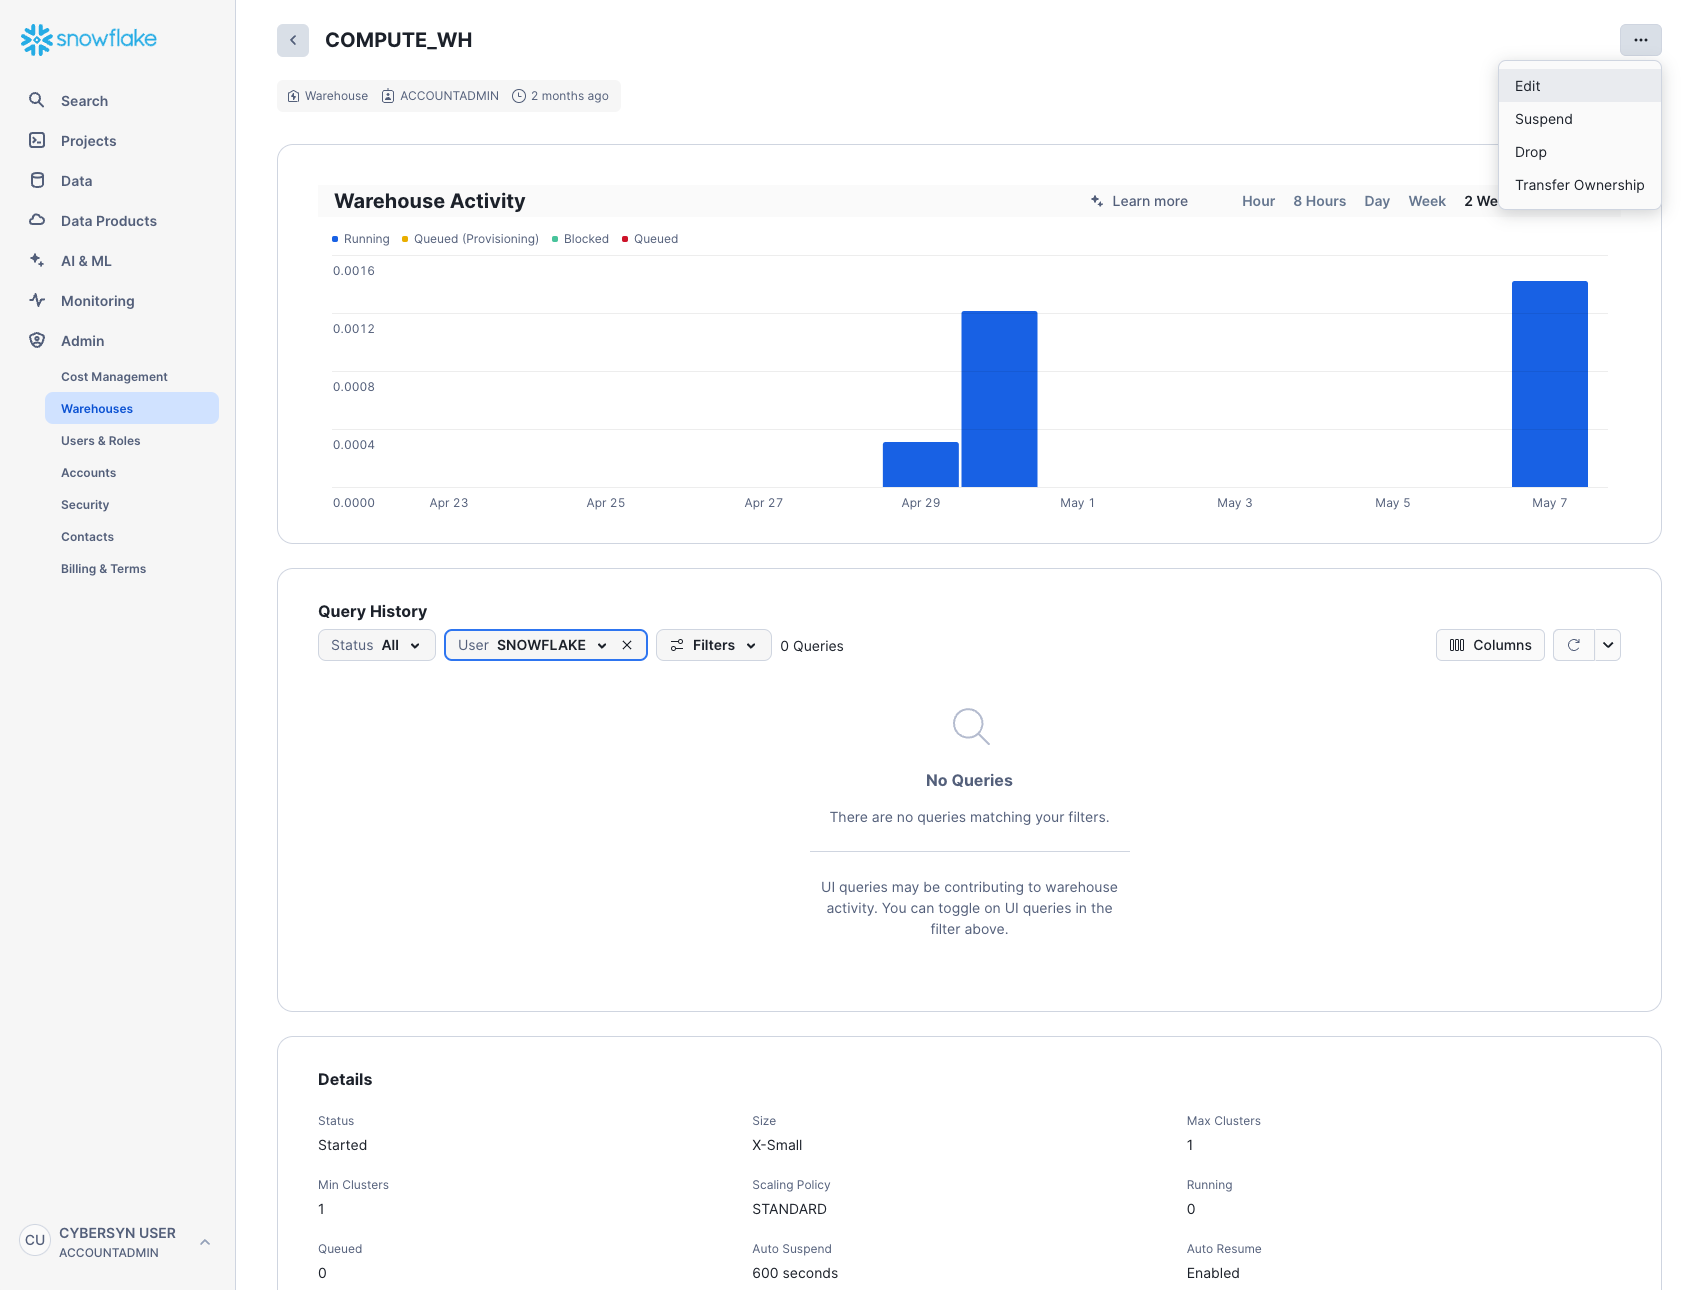 snowflake
Search
Projects
Data
Data Products
AI & ML
Monitoring
Admin
Cost Management
Warehouses
Users & Roles
Accounts
Security
Contacts
Billing & Terms
CU
CYBERSYN USER
ACCOUNTADMIN
COMPUTE_WH
Edit
Suspend
Drop
Transfer Ownership
Warehouse ACCOUNTADMIN 2 months ago
Warehouse Activity
Learn more
Hour 8 Hours Day Week 2 We
Running Queued (Provisioning) Blocked Queued
0.0016
0.0012
0.0008
0.0004
0.0000
Apr 23 Apr 25 Apr 27 Apr 29 May 1 May 3 May 5 May 7
Query History
Status All User SNOWFLAKE Filters 0 Queries Columns
No Queries
There are no queries matching your filters.
UI queries may be contributing to warehouse
activity. You can toggle on UI queries in the
filter above.
Details
Status Size Max Clusters
Started X-Small 1
Min Clusters Scaling Policy Running
1 STANDARD 0
Queued Auto Suspend Auto Resume
0 600 seconds Enabled